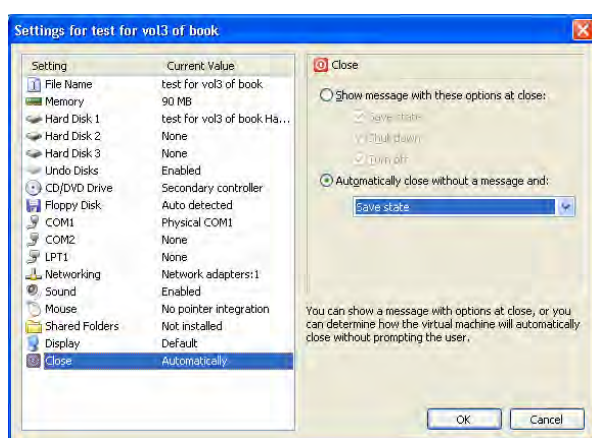 Settings for test for vol3 of book
Setting Current Value
File Name test for vol3 of book
Memory 90 MB
Hard Disk 1 test for vol3 of book Ha...
Hard Disk 2 None
Hard Disk 3 None
Undo Disks Enabled
CD/DVD Drive Secondary controller
Floppy Disk Auto detected
COM1 Physical COM1
COM2 None
LPT1 None
Networking Network adapters:1
Sound Enabled
Mouse No pointer integration
Shared Folders Not installed
Display Default
Close Automatically
Close
Show message with these options at close:
Save state
Shut down
Turn off
Automatically close without a message and:
Save state
You can show a message with options at close, or you
can determine how the virtual machine will automatically
close without prompting the user.
OK Cancel